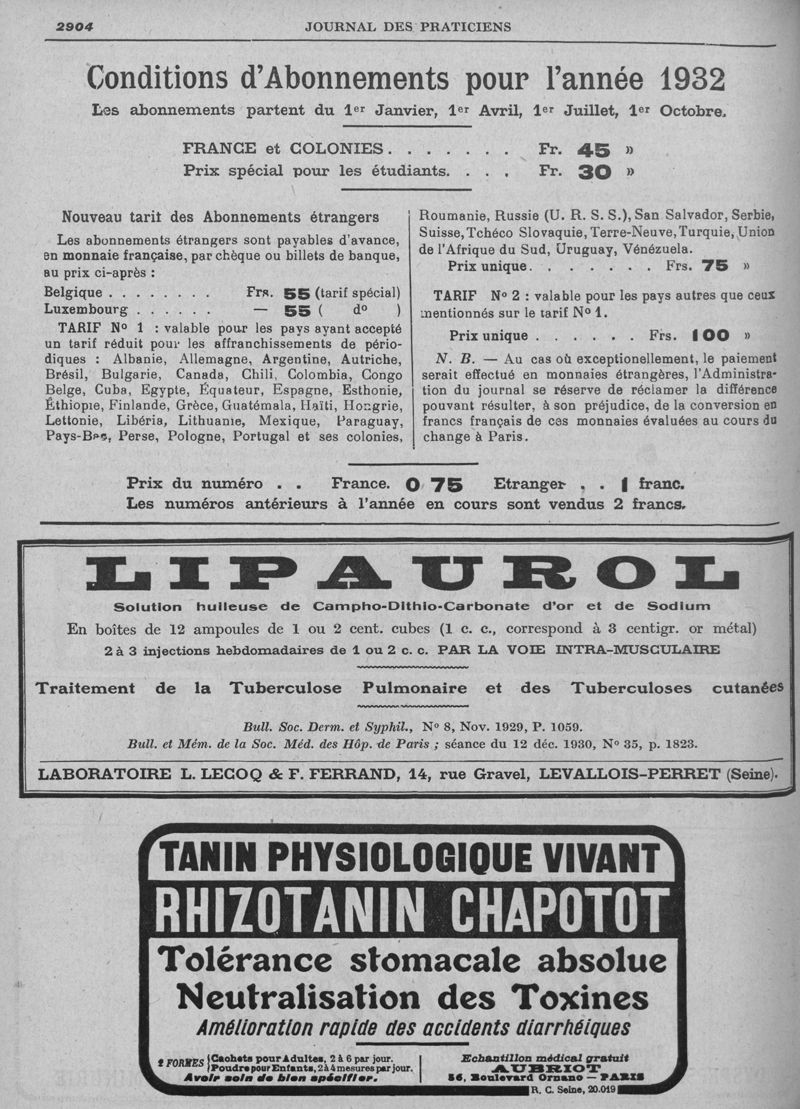 2904 JOURNAL DES PRATICIENS
Conditions d'Abonnements pour l'année 1932
Les abonnements partent du 1er Janvier, 1er Avril, 1er Juillet, 1er Octobre.
FRANCE et COLONIES. . . . . . . Fr. 45 »
Prix spécial pour les étudiants. . . . Fr. 30 »
Nouveau tarit des Abonnements étrangers
Les abonnements étrangers sont payables d'avance,
en monnaie française, par chèque ou billets de banque,
au prix ci-après :
Belgique . . . . . . . . Frs. 55 (tarif spécial)
Luxembourg . . . . . . — 55 ( do )
TARIF No 1 : valable pour les pays ayant accepté
un tarif réduit pour les affranchissements de pério-
diques : Albanie, Allemagne, Argentine, Autriche,
Brésil, Bulgarie, Canada, Chili, Colombia, Congo
Belge, Cuba, Egypte, Équateur, Espagne, Esthonie,
Éthiopie, Finlande, Grèce, Guatémala, Haïti, Hongrie,
Lettonie, Libéria, Lithuanie, Mexique, Paraguay,
Pays-Bas, Perse, Pologne, Portugal et ses colonies,
Roumanie, Russie (U. R. S. S.), San Salvador, Serbie,
Suisse, Tchéco Slovaquie, Terre-Neuve, Turquie, Union
de l'Afrique du Sud, Uruguay, Vénézuela.
Prix unique. . . . . . . . Frs. 75 »
TARIF No 2 : valable pour les pays autres que ceux
mentionnés sur le tarif No 1.
Prix unique . . . . . . Frs. 100 »
N. B. — Au cas où exceptionellement, le paiement
serait effectué en monnaies étrangères, l'Administra-
tion du journal se réserve de réclamer la différence
pouvant résulter, à son préjudice, de la conversion en
francs français de ces monnaies évaluées au cours du
change à Paris.
Prix du numéro . . France. 0 75 Etranger . . 1 franc.
Les numéros antérieurs à l'année en cours sont vendus 2 francs.
LIPAUROL
Solution huileuse de Campho-Dithio-Carbonate d'or et de Sodium
En boîtes de 12 ampoules de 1 ou 2 cent. cubes (1 c. c., correspond à 3 centigr. or métal)
2 à 3 injections hebdomadaires de 1 ou 2 c. c. PAR LA VOIE INTRA-MUSCULAIRE
Traitement de la Tuberculose Pulmonaire et des Tuberculoses cutanées
Bull. Soc. Derm. et Syphil., No 8, Nov. 1929, P. 1059.
Bull. et Mém. de la Soc. Méd. des Hôp. de Paris ; séance du 12 déc. 1930, No 35, p. 1823.
LABORATOIRE L. LECOQ & F. FERRAND, 14, rue Gravel, LEVALLOIS-PERRET (Seine).
TANIN PHYSIOLOGIQUE VIVANT
RHIZOTANIN CHAPOTOT
Tolérance stomacale absolue
Neutralisation des Toxines
Amélioration rapide des accidents diarrhéiques
2 FORMES
Cachets pour Adultes, 2 à 6 par jour.
Poudre pour Enfants, 2 à 4 mesures par jour.
Avoir soin de bien spécifier.
Echantillon médical gratuit
AUBRIOT
56, Boulevard Ornano — PARIS
R. C. Seine, 20.019